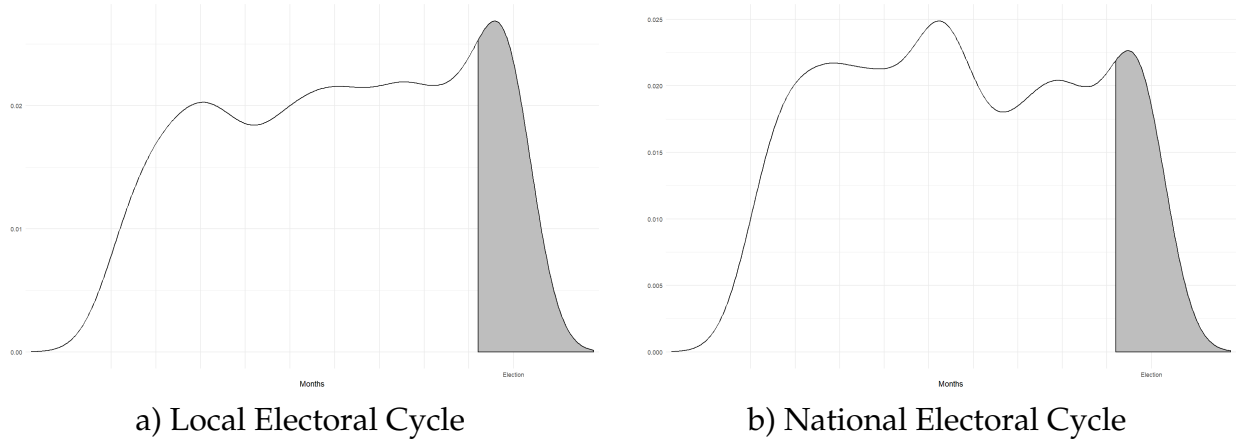 0.02
0.01
0.00
Election
Months
a) Local Electoral Cycle
0.025
0.020
0.015
0.010
0.005
0.000
Election
Months
b) National Electoral Cycle